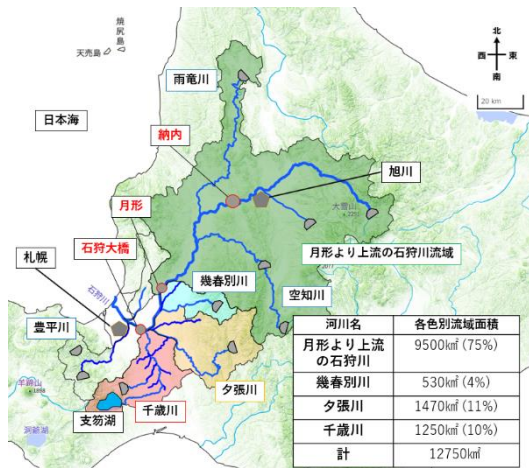 焼尻島
天売島
北
西
東
南
20 km
日本海
雨竜川
納内
旭川
月形
大雪山
石狩大橋
札幌
石狩川
月形より上流の石狩川流域
幾春別川
空知川
豊平川
夕張川
千歳川
支笏湖
羊蹄山
洞爺湖
河川名 各色別流域面積
月形より上流
の石狩川 9500㎢ (75%)
幾春別川 530㎢ (4%)
夕張川 1470㎢ (11%)
千歳川 1250㎢ (10%)
計 12750㎢